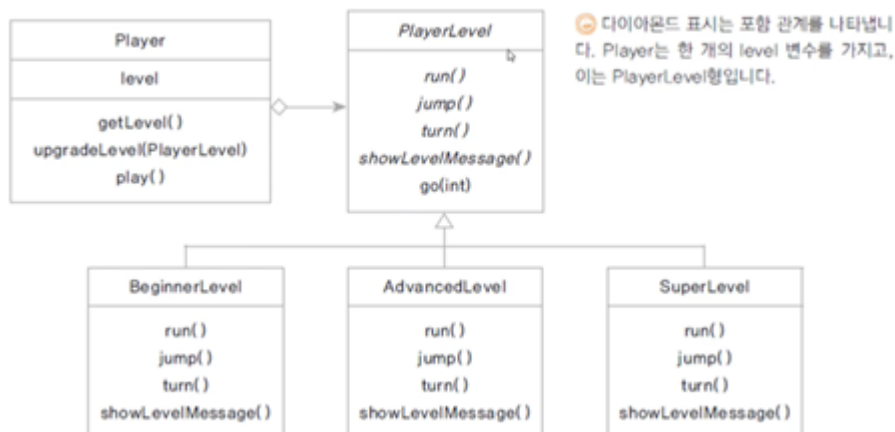 Player
level
getLevel()
upgradeLevel(PlayerLevel)
play()
PlayerLevel
run()
jump()
turn()
showLevelMessage()
go(int)
다이아몬드 표시는 포함 관계를 나타냅니
다. Player는 한 개의 level 변수를 가지고,
이는 PlayerLevel형입니다.
BeginnerLevel
run()
jump()
turn()
showLevelMessage()
AdvancedLevel
run()
jump()
turn()
showLevelMessage()
SuperLevel
run()
jump()
turn()
showLevelMessage()